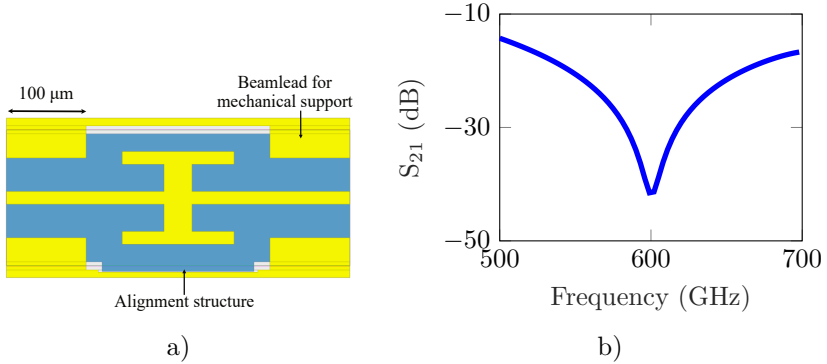 100 μm
Beamlead for
mechanical support
Alignment structure
a)
−10
−30
−50
S21 (dB)
500
600
700
Frequency (GHz)
b)